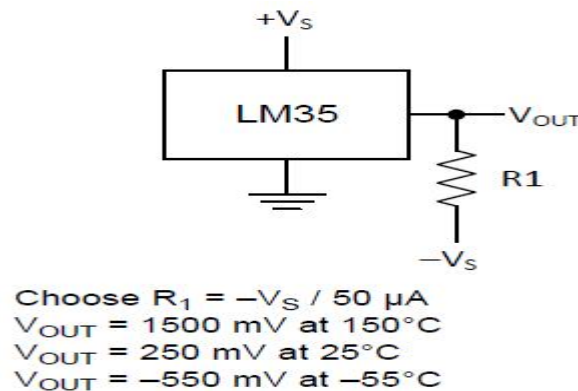 +VS
LM35
VOUT
R1
–VS
Choose R1 = –VS / 50 µA
VOUT = 1500 mV at 150°C
VOUT = 250 mV at 25°C
VOUT = –550 mV at –55°C